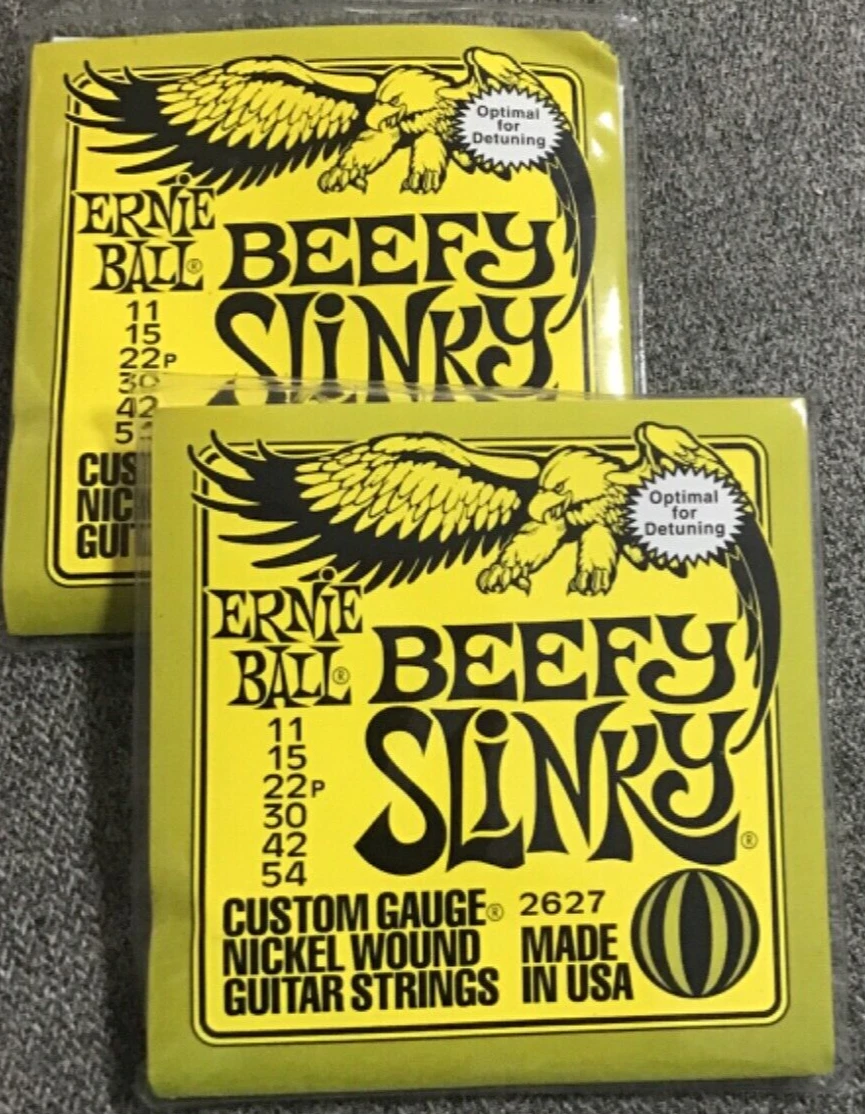 Optimal
for
Detuning
ERNiE
BALL®
BEEFY
SLiNKY
11
15
22P
30
42
Optimal
for
Detuning
ERNiE
BALL®
BEEFY
SLiNKY®
11
15
22P
30
42
54
CUSTOM GAUGE® 2627
NICKEL WOUND
GUITAR STRINGS
MADE
IN USA